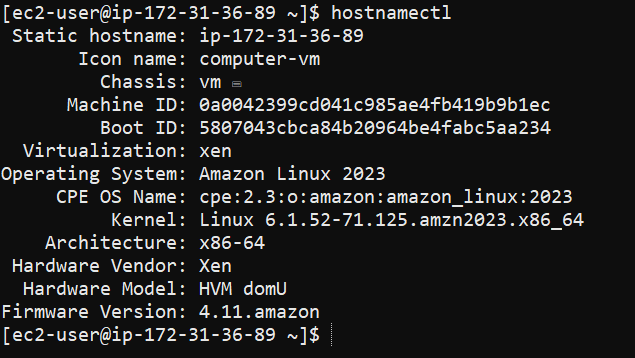 [ec2-user@ip-172-31-36-89 ~]$ hostnamectl
Static hostname: ip-172-31-36-89
Icon name: computer-vm
Chassis: vm
Machine ID: 0a0042399cd041c985ae4fb419b9b1ec
Boot ID: 5807043cbca84b20964be4fabc5aa234
Virtualization: xen
Operating System: Amazon Linux 2023
CPE OS Name: cpe:2.3:o:amazon:amazon_linux:2023
Kernel: Linux 6.1.52-71.125.amzn2023.x86_64
Architecture: x86-64
Hardware Vendor: Xen
Hardware Model: HVM domU
Firmware Version: 4.11.amazon
[ec2-user@ip-172-31-36-89 ~]$